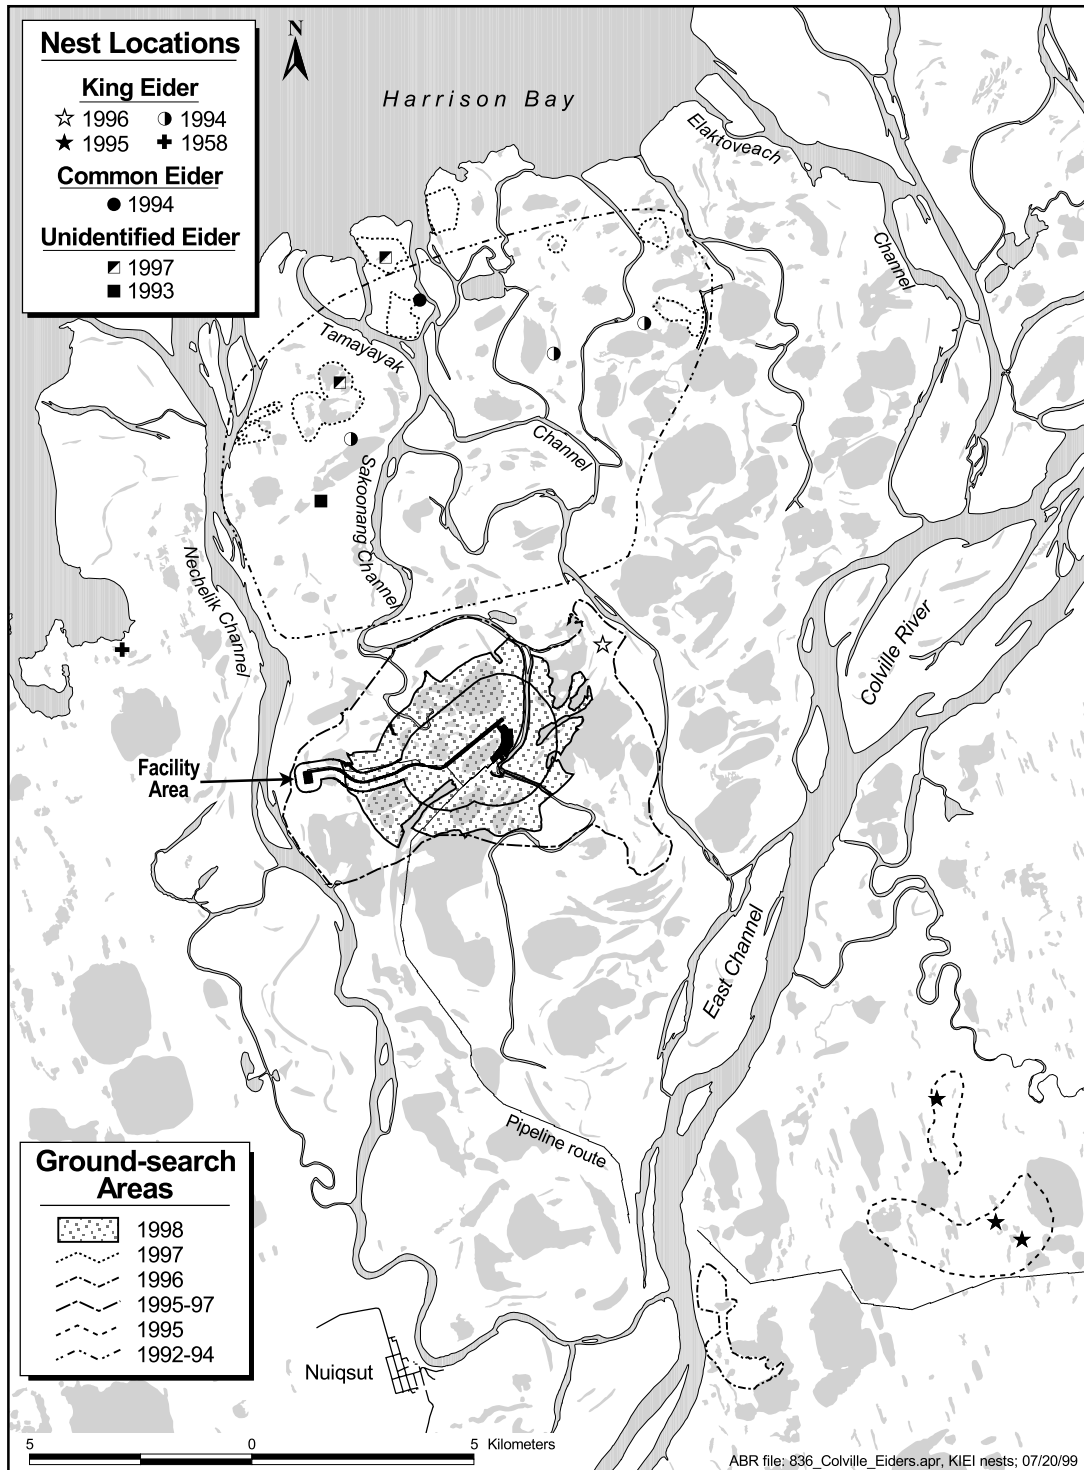 Nest Locations
King Eider
1996 1994
1995 1958
Common Eider
1994
Unidentified Eider
1997
1993
N
Harrison Bay
Elaktoveach
Channel
Tamayayak
Channel
Sakoonang Channel
Nechelik Channel
Colville River
Facility
Area
East Channel
Pipeline route
Ground-search
Areas
1998
1997
1996
1995-97
1995
1992-94
Nuiqsut
5 0 5 Kilometers
ABR file: 836_Colville_Eiders.apr, KIEI nests; 07/20/99